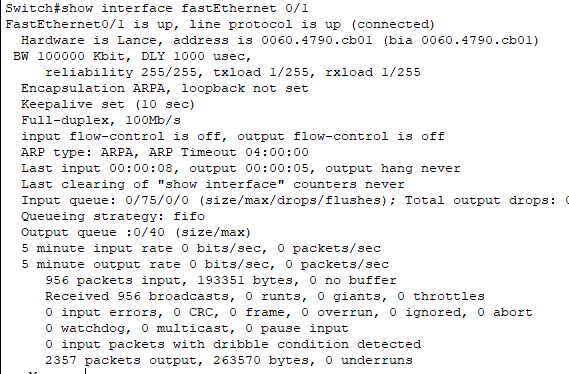 Switch#show interface fastEthernet 0/1
FastEthernet0/1 is up, line protocol is up (connected)
Hardware is Lance, address is 0060.4790.cb01 (bia 0060.4790.cb01)
BW 100000 Kbit, DLY 1000 usec,
reliability 255/255, txload 1/255, rxload 1/255
Encapsulation ARPA, loopback not set
Keepalive set (10 sec)
Full-duplex, 100Mb/s
input flow-control is off, output flow-control is off
ARP type: ARPA, ARP Timeout 04:00:00
Last input 00:00:08, output 00:00:05, output hang never
Last clearing of "show interface" counters never
Input queue: 0/75/0/0 (size/max/drops/flushes); Total output drops:
Queueing strategy: fifo
Output queue :0/40 (size/max)
5 minute input rate 0 bits/sec, 0 packets/sec
5 minute output rate 0 bits/sec, 0 packets/sec
956 packets input, 193351 bytes, 0 no buffer
Received 956 broadcasts, 0 runts, 0 giants, 0 throttles
0 input errors, 0 CRC, 0 frame, 0 overrun, 0 ignored, 0 abort
0 watchdog, 0 multicast, 0 pause input
0 input packets with dribble condition detected
2357 packets output, 263570 bytes, 0 underruns